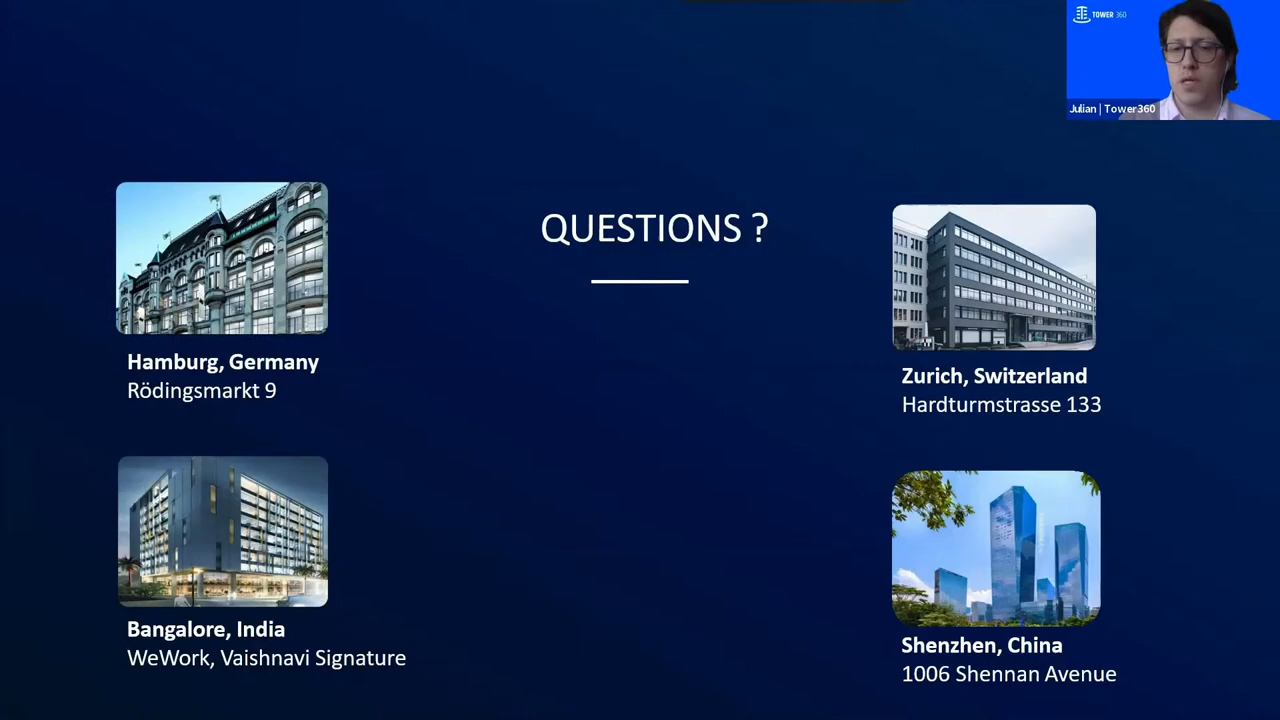 TOWER 360
Julian | Tower360
QUESTIONS ?
Hamburg, Germany
Rödingsmarkt 9
Zurich, Switzerland
Hardturmstrasse 133
Bangalore, India
WeWork, Vaishnavi Signature
Shenzhen, China
1006 Shennan Avenue